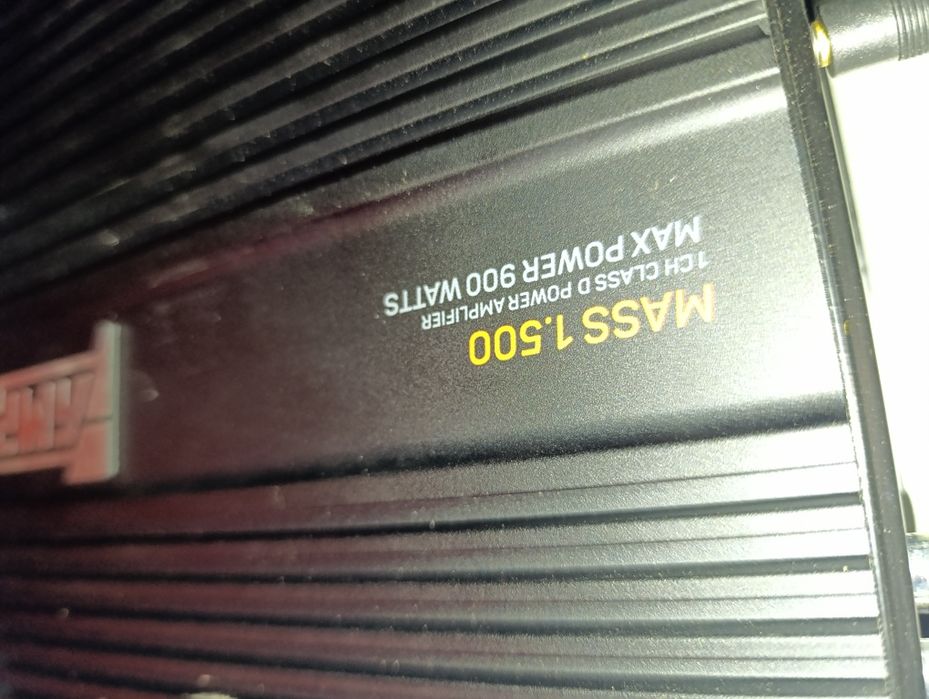 MASS 1.500
1 CH CLASS D POWER AMPLIFIER
MAX POWER 900 WATTS